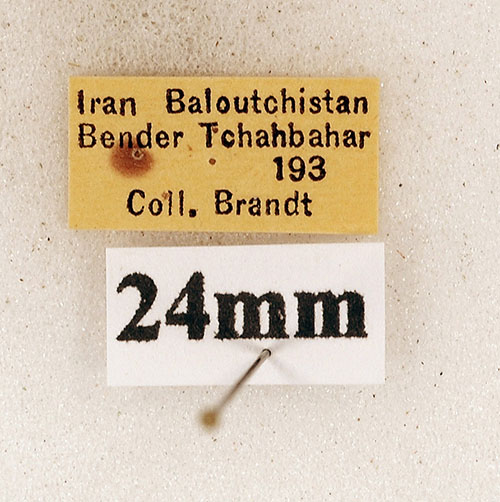 Iran Baloutchistan
Bender Tchahbahar
193
Coll. Brandt
24mm